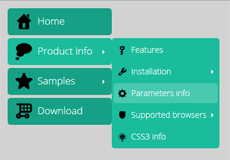 Home
Product info
Samples
Download
Features
Installation
Parameters info
Supported browsers
CSS3 info